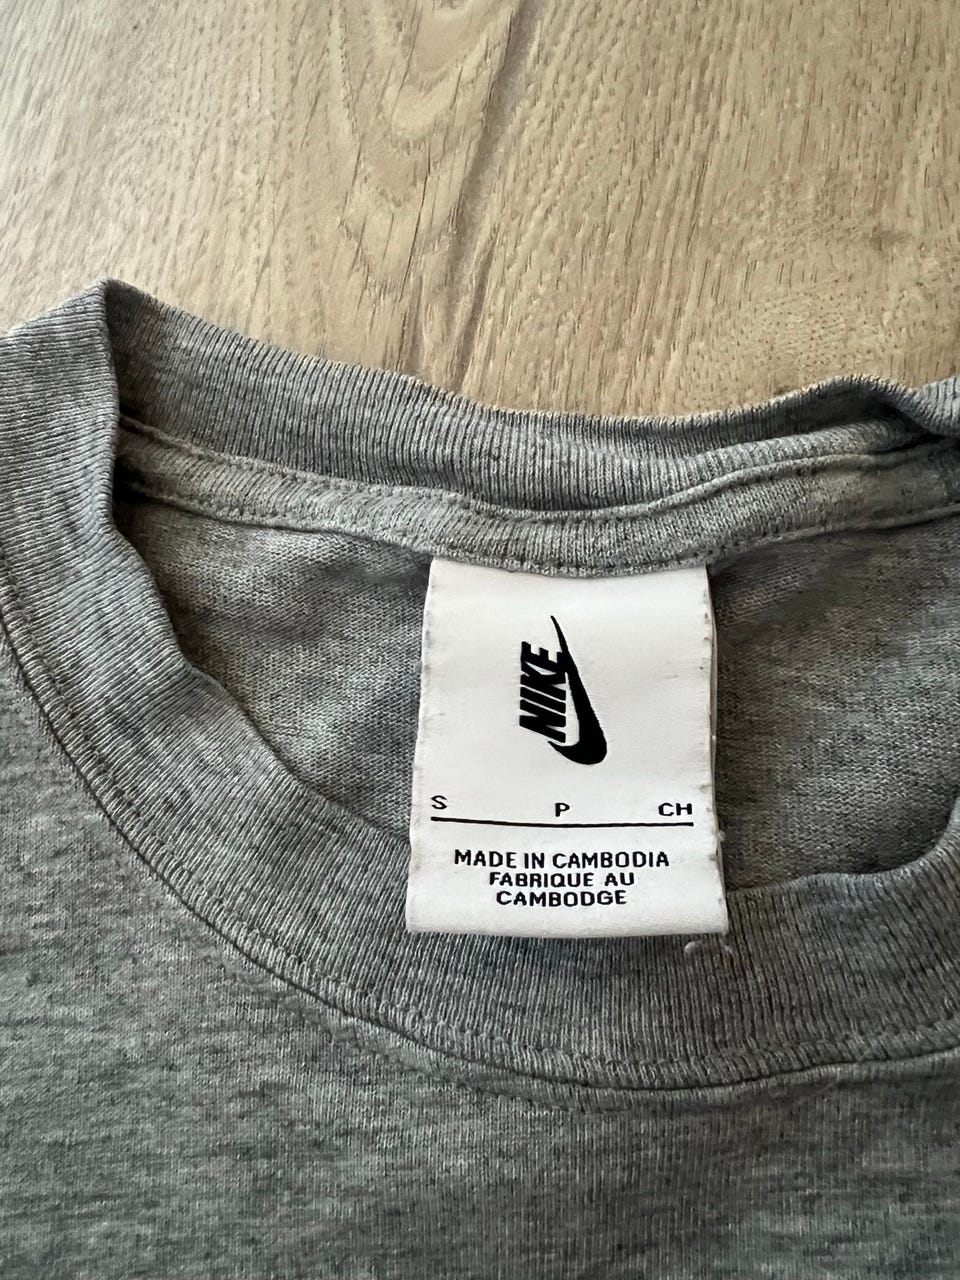 NIKE
S P CH
MADE IN CAMBODIA
FABRIQUE AU
CAMBODGE